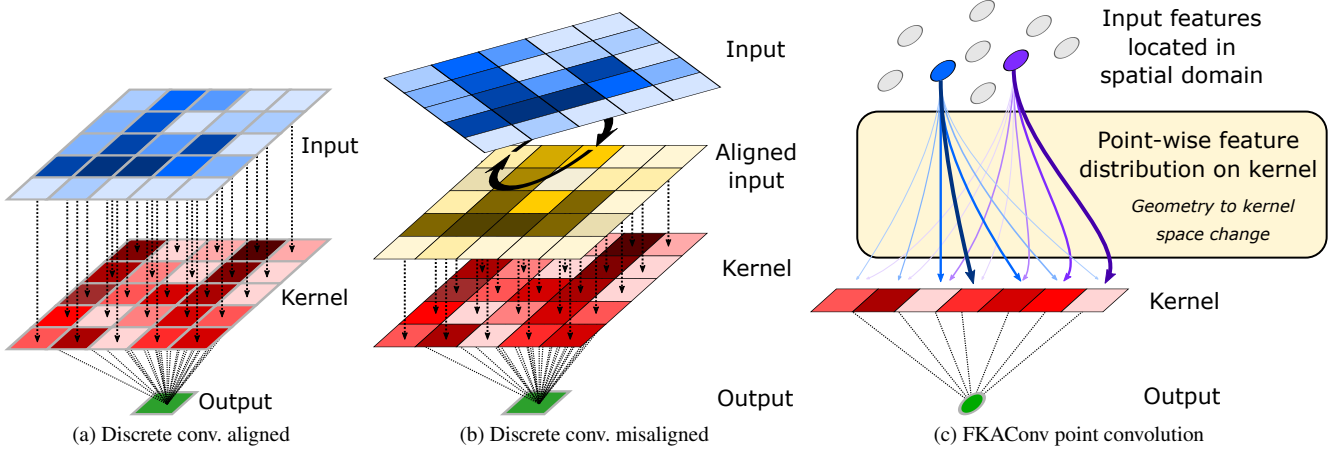 Input
Kernel
Output
(a) Discrete conv. aligned
Input
Aligned
input
Kernel
Output
(b) Discrete conv. misaligned
Input features
located in
spatial domain
Point-wise feature
distribution on kernel
Geometry to kernel
space change
Kernel
Output
(c) FKAConv point convolution